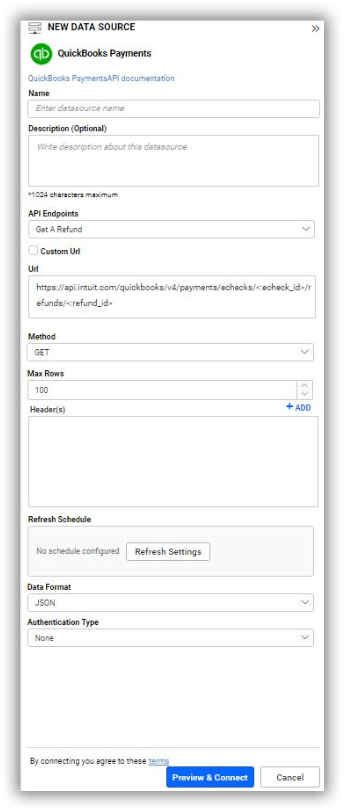 NEW DATA SOURCE
qb QuickBooks Payments
QuickBooks PaymentsAPI documentation
Name
Enter datasource name
Description (Optional)
Write description about this datasource
*1024 characters maximum
API Endpoints
Get A Refund
Custom Url
Url
https://api.intuit.com/quickbooks/v4/payments/echecks/<:echeck_id>/r
efunds/<:refund_id>
Method
GET
Max Rows
100
+ ADD
Header(s)
Refresh Schedule
No schedule configured Refresh Settings
Data Format
JSON
Authentication Type
None
By connecting you agree to these terms
Preview & Connect Cancel